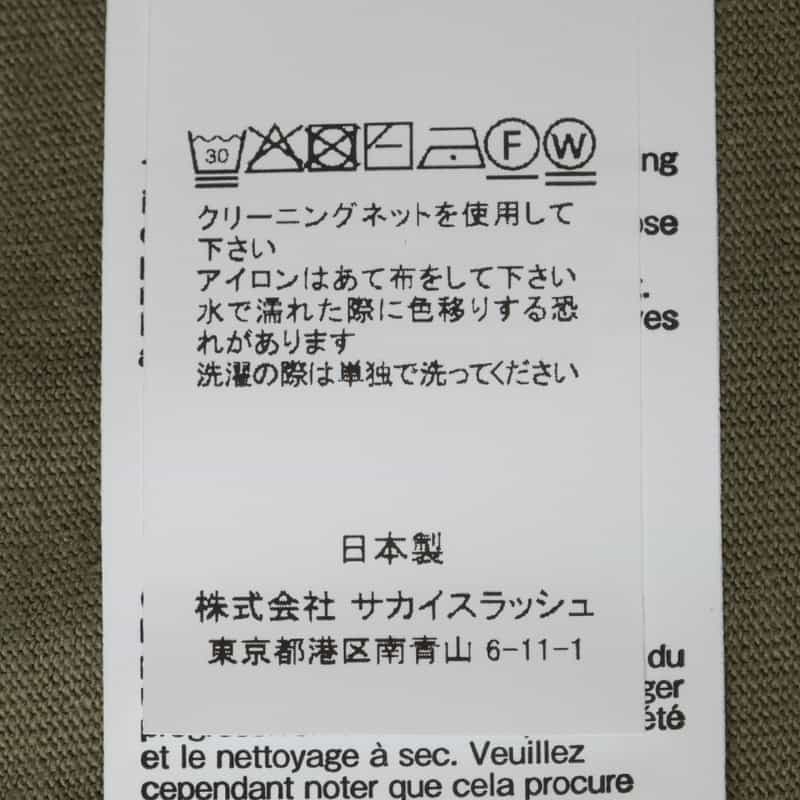 30 F W
ng
クリーニングネットを使用して
ose
下さい
アイロンはあて布をして下さい
水で濡れた際に色移りする恐
ves
れがあります
洗濯の際は単独で洗ってください
日本製
株式会社 サカイスラッシュ
東京都港区南青山 6-11-1
du
ger
été
et le nettoyage à sec. Veuillez
cependant noter que cela procure